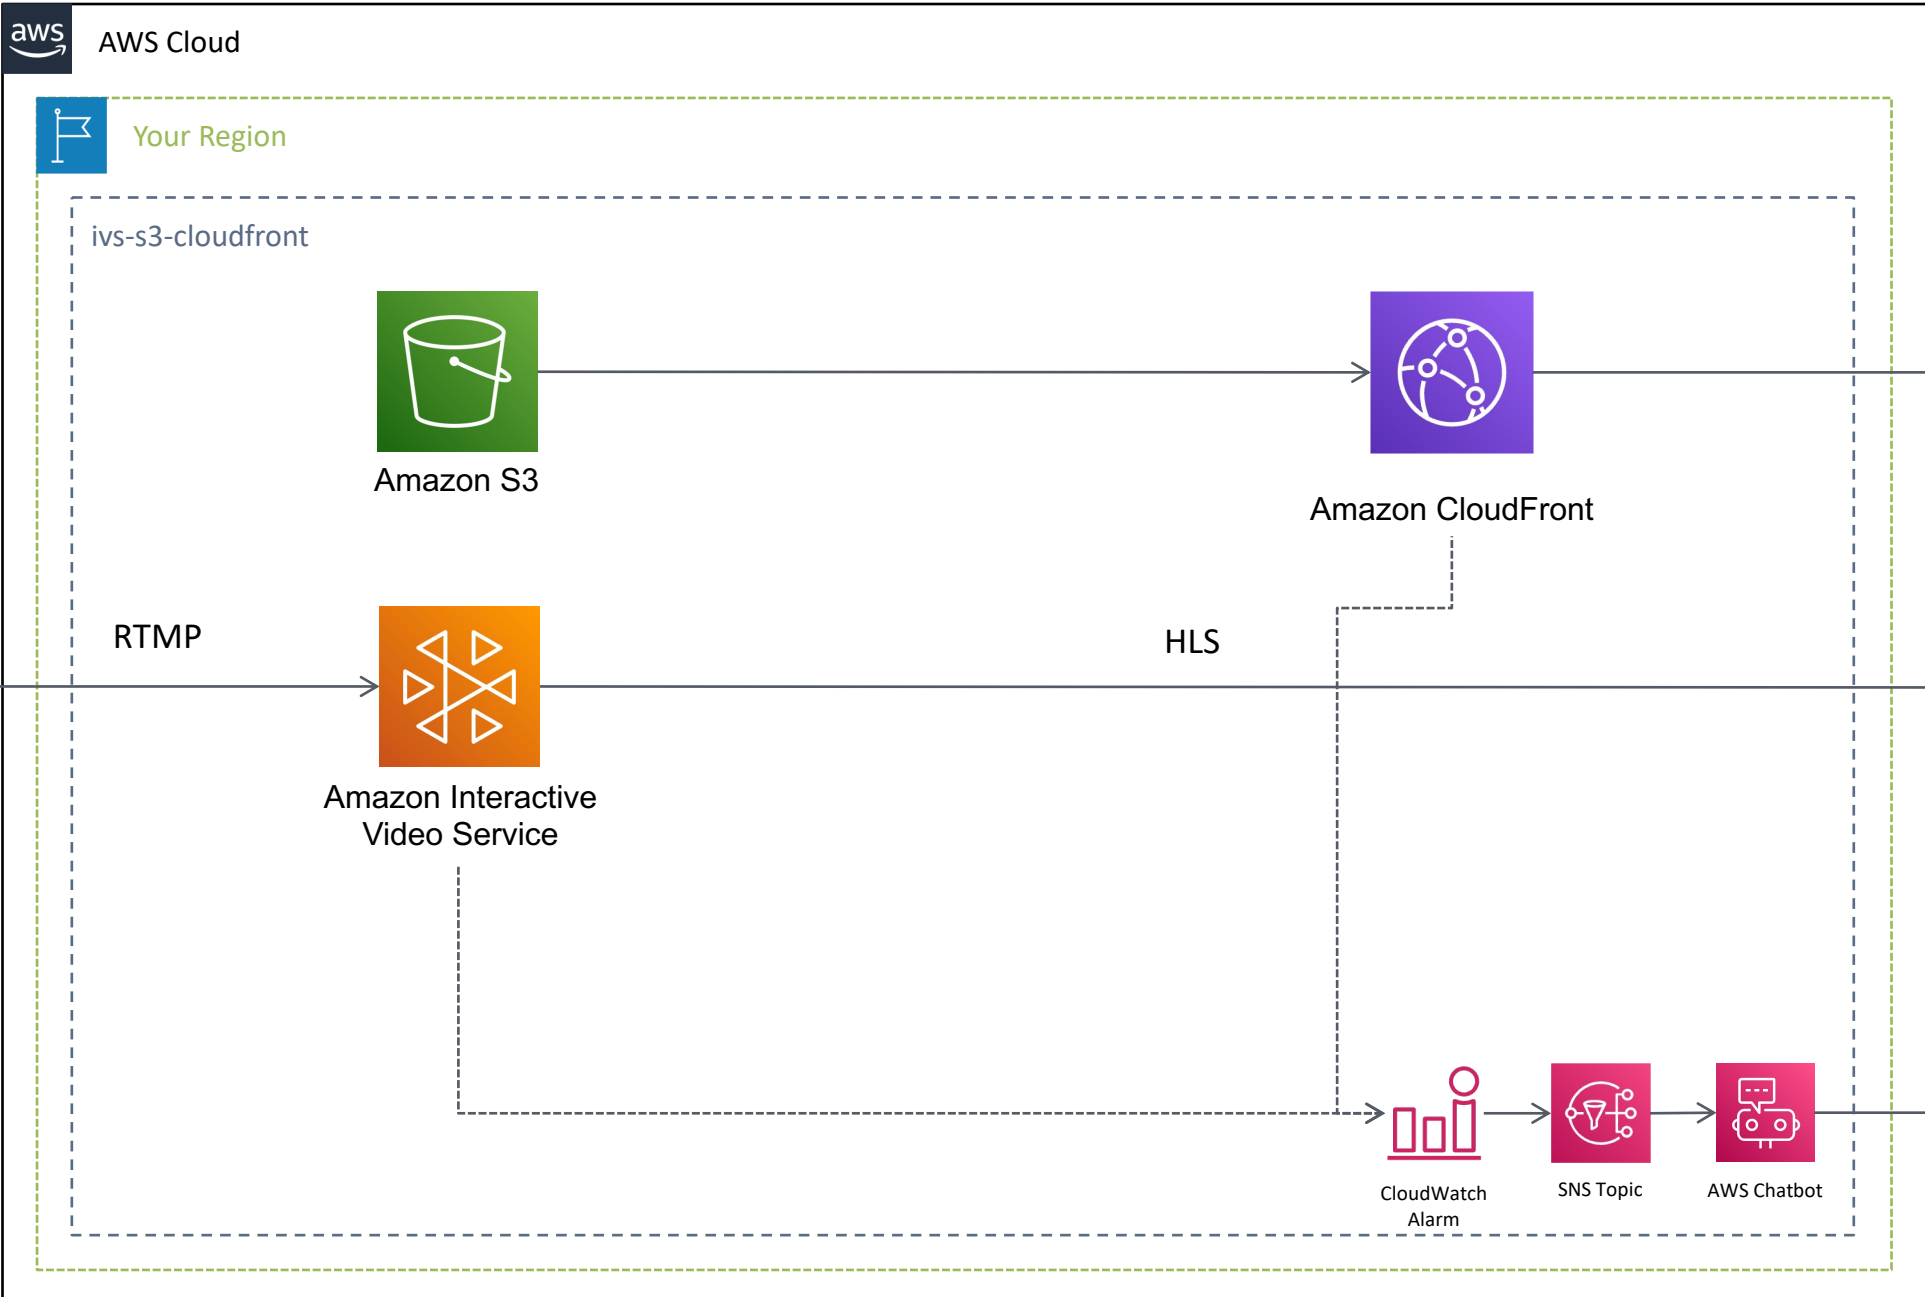 aws
AWS Cloud
Your Region
ivs-s3-cloudfront
Amazon S3
Amazon CloudFront
RTMP
HLS
Amazon Interactive
Video Service
CloudWatch
Alarm
SNS Topic
AWS Chatbot